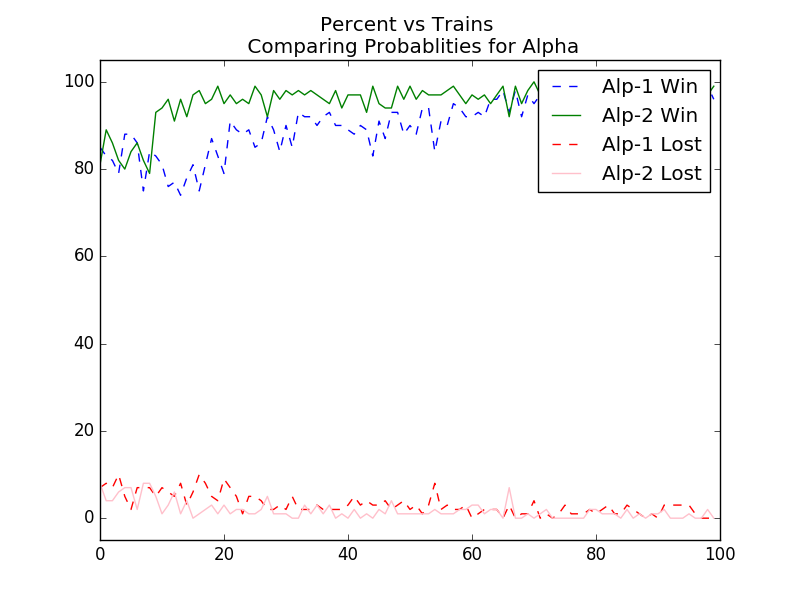 Percent vs Trains
Comparing Probablities for Alpha
100
80
60
40
20
0
0 20 40 60 80 100
Alp-1 Win
Alp-2 Win
Alp-1 Lost
Alp-2 Lost